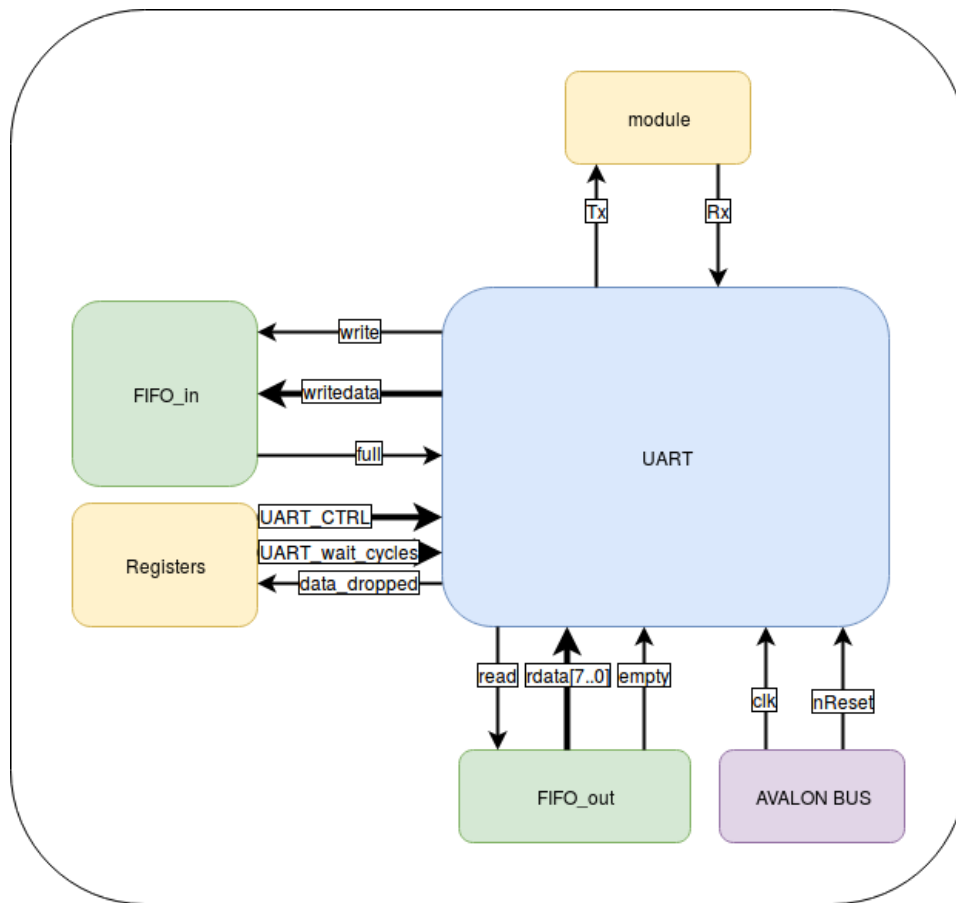 module
Tx
Rx
write
writedata
full
FIFO_in
UART
UART_CTRL
UART_wait_cycles
data_dropped
Registers
read
rdata[7..0]
empty
clk
nReset
FIFO_out
AVALON BUS